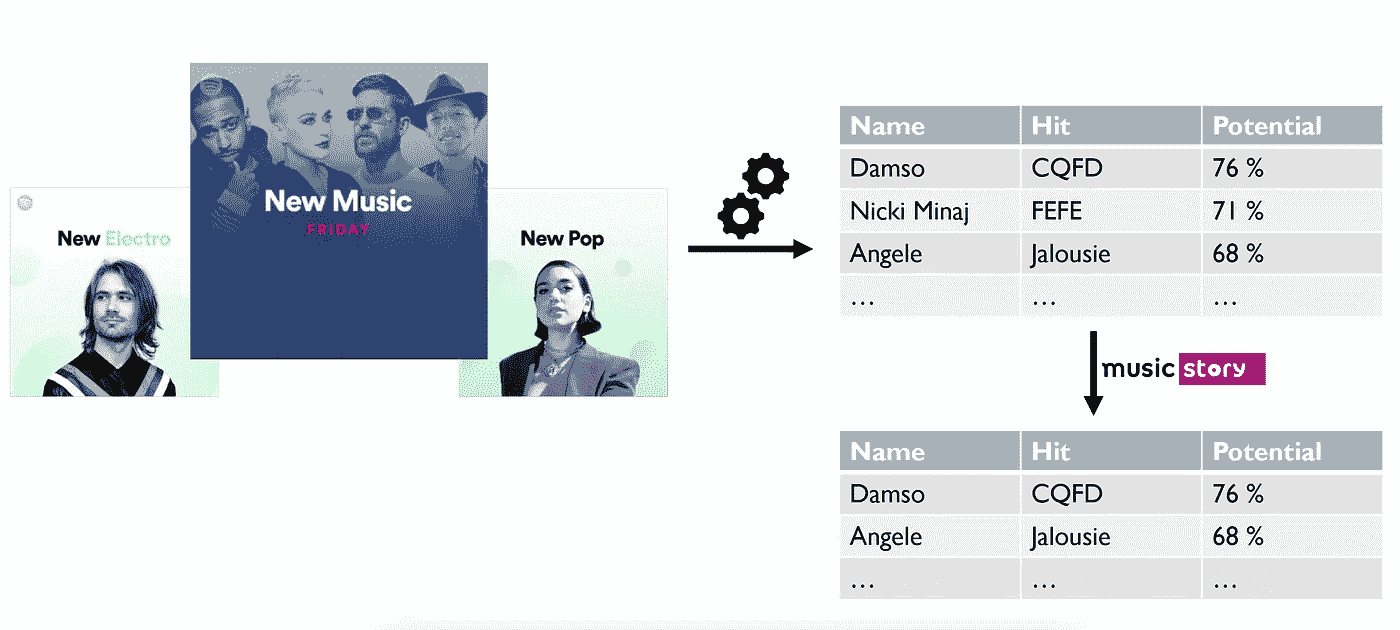 New Electro
New Music
FRIDAY
New Pop
Name Hit Potential
Damso CQFD 76 %
Nicki Minaj FEFE 71 %
Angele Jalousie 68 %
... ... ...
music story
Name Hit Potential
Damso CQFD 76 %
Angele Jalousie 68 %
... ... ...